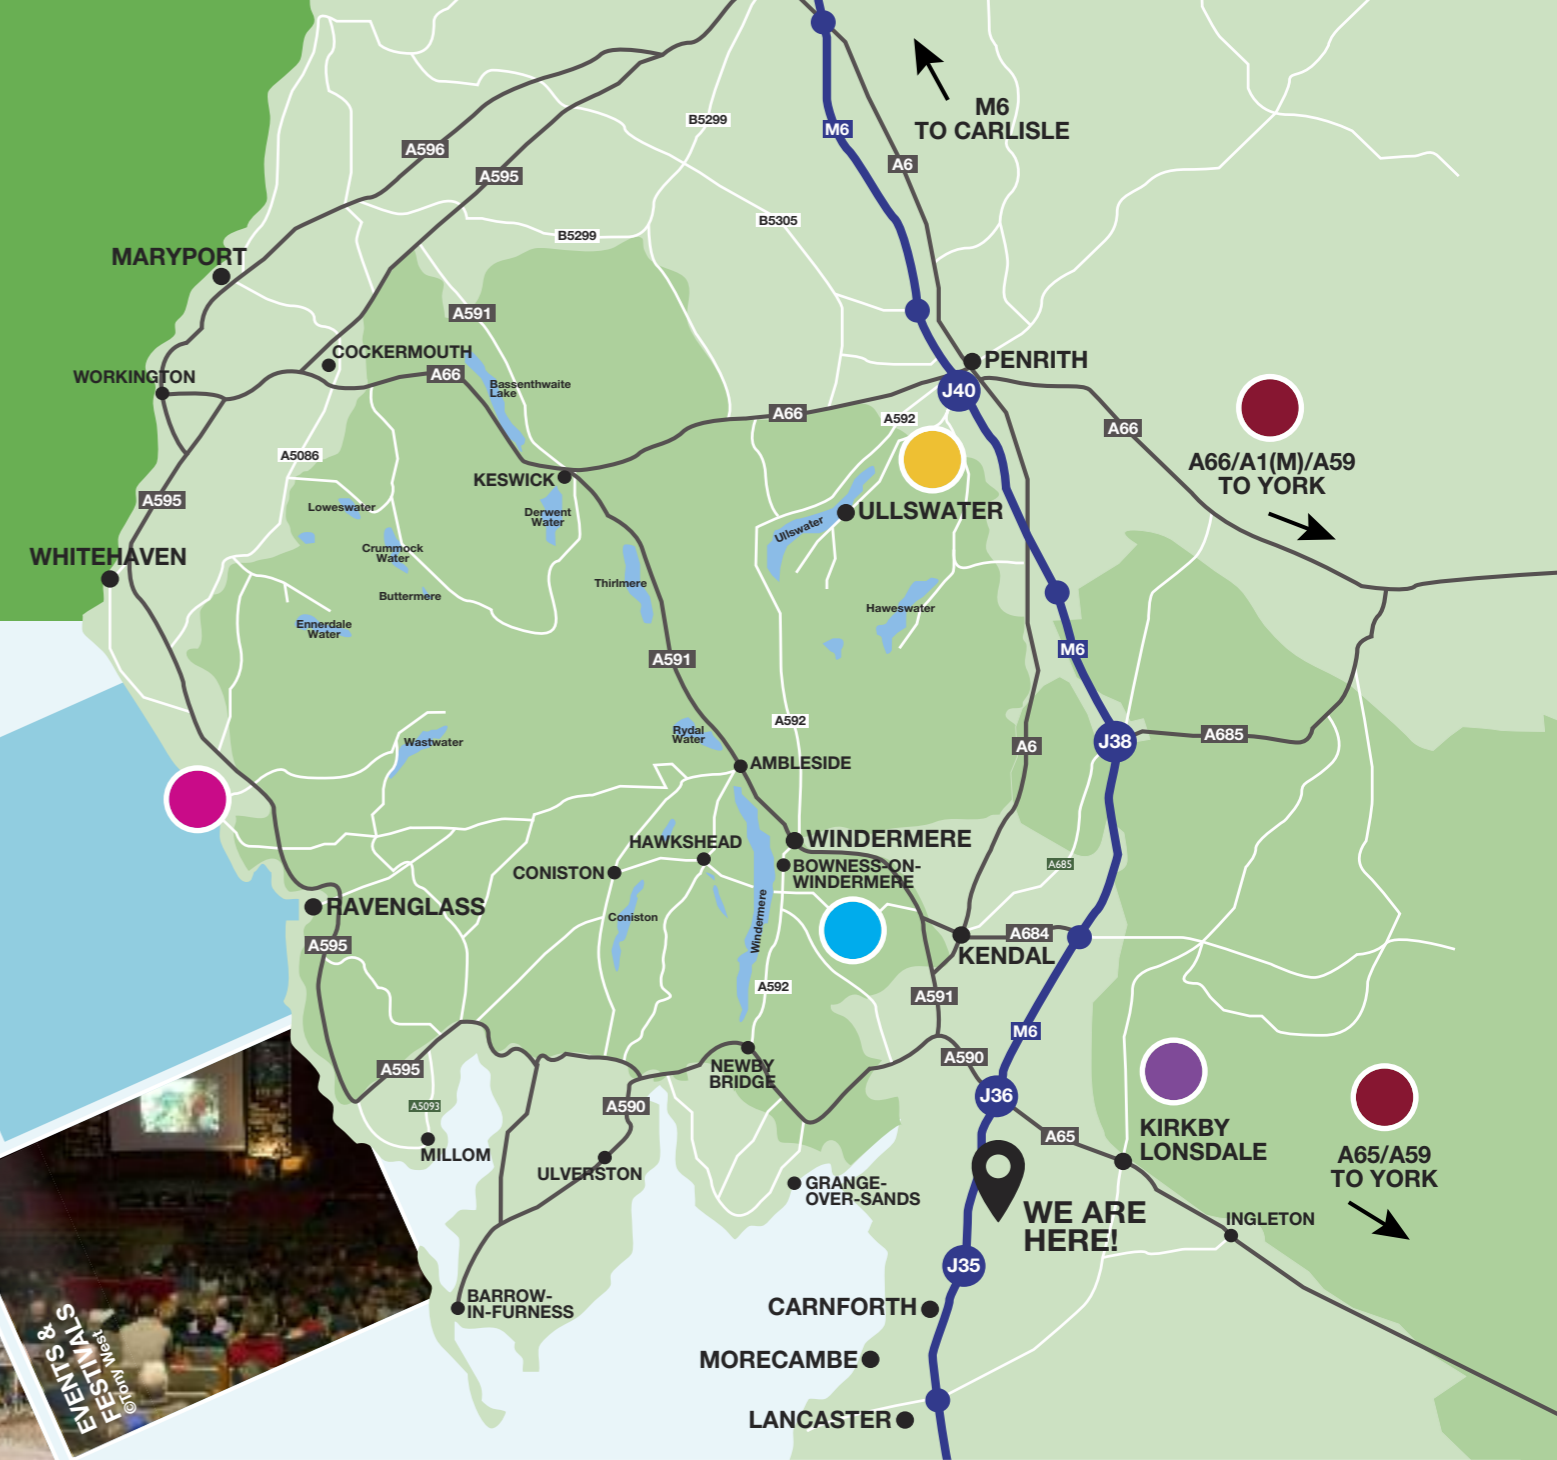 M6
TO CARLISLE
B5299
M6
A596
A6
A595
B5305
B5299
MARYPORT
A591
COCKERMOUTH
PENRITH
WORKINGTON
A66
Bassenthwaite
Lake
J40
A66
A592
A66
A5086
A66/A1(M)/A59
TO YORK
KESWICK
A595
Loweswater
Derwent
Water
ULLSWATER
Ullswater
WHITEHAVEN
Crummock
Water
Thirlmere
Buttermere
Haweswater
Ennerdale
Water
M6
A591
A592
Rydal
Water
Wastwater
A6
J38
A685
AMBLESIDE
HAWKSHEAD
WINDERMERE
CONISTON
BOWNESS-ON-
WINDERMERE
A685
RAVENGLASS
Coniston
Windermere
A595
A684
KENDAL
A592
A591
M6
A595
NEWBY
BRIDGE
A590
A5093
A590
J36
MILLOM
A65
KIRKBY
LONSDALE
A65/A59
TO YORK
ULVERSTON
GRANGE-
OVER-SANDS
WE ARE
HERE!
INGLETON
J35
BARROW-
IN-FURNESS
CARNFORTH
MORECAMBE
LANCASTER
EVENTS &
FESTIVALS
©Tony West